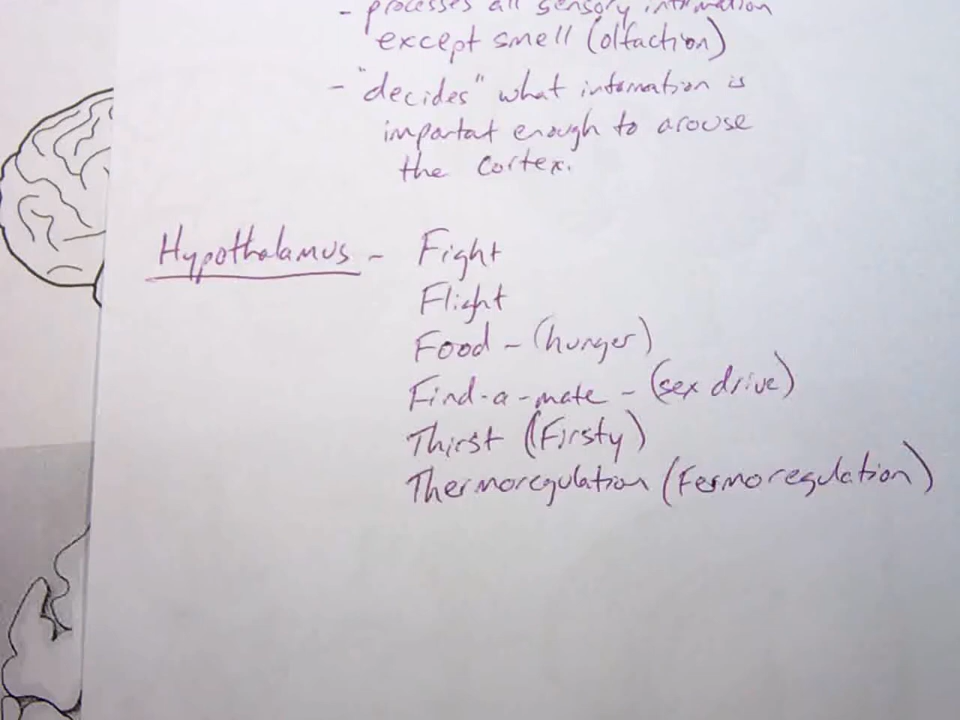 - processes all sensory information
except smell (olfaction)
- "decides" what information is
important enough to arouse
the cortex.
Hypothalamus - Fight
Flight
Food - (hunger)
Find-a-mate - (sex drive)
Thirst (Firsty)
Thermoregulation (Fermoregulation)